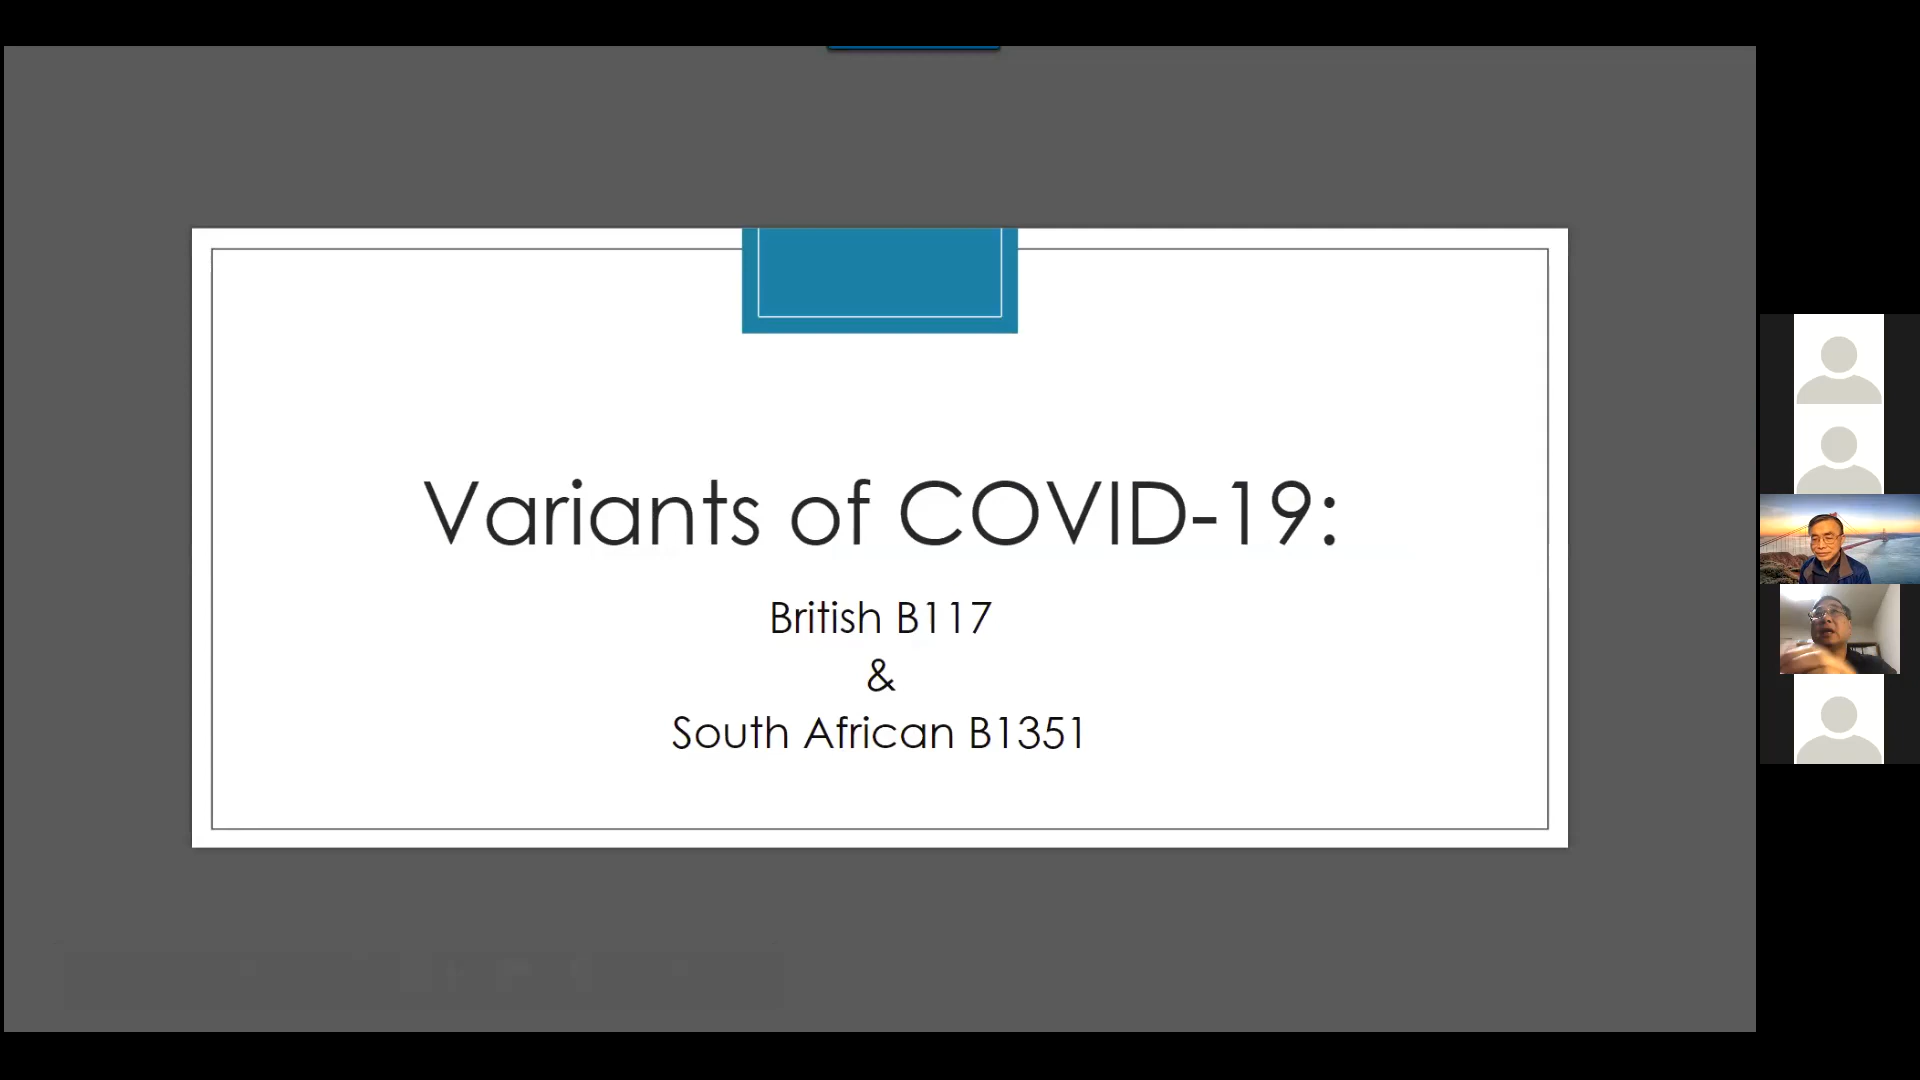 Variants of COVID-19:
British B117
&
South African B1351